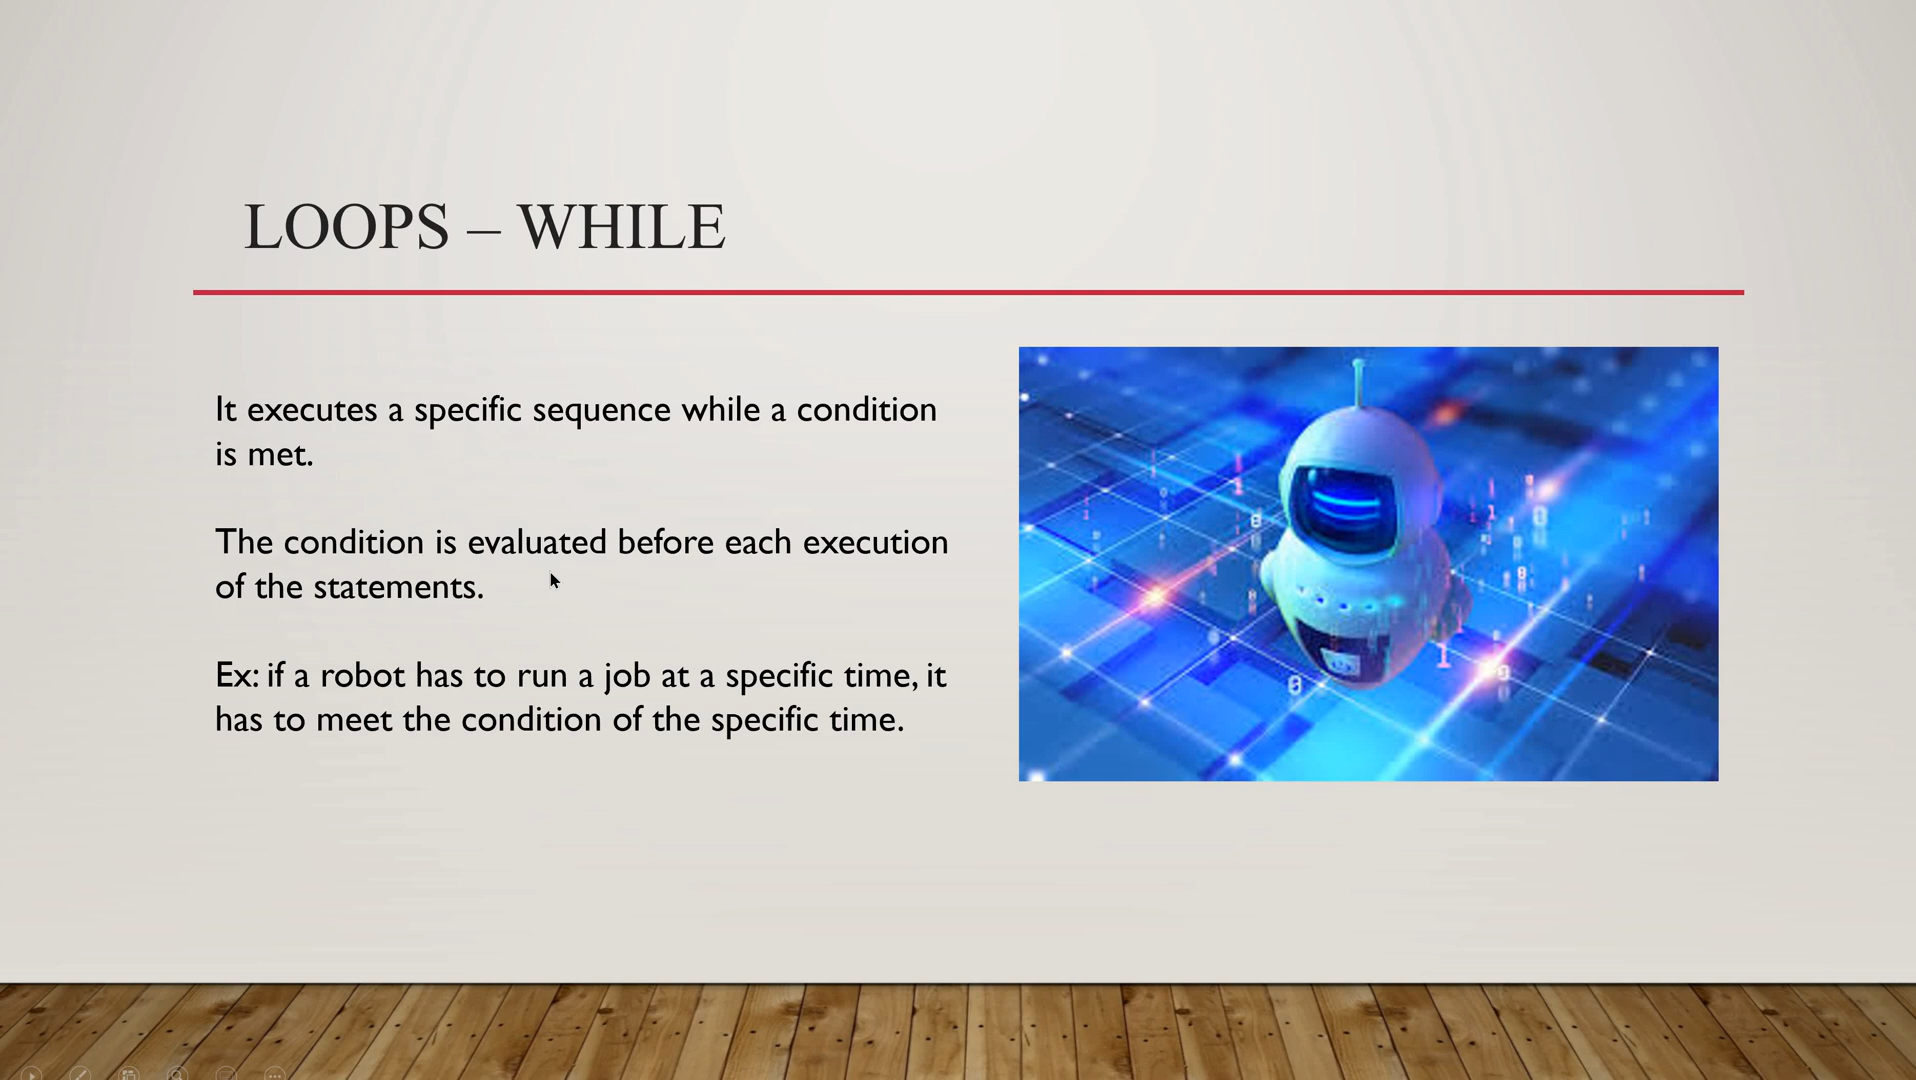 LOOPS – WHILE
It executes a specific sequence while a condition
is met.
The condition is evaluated before each execution
of the statements.
Ex: if a robot has to run a job at a specific time, it
has to meet the condition of the specific time.